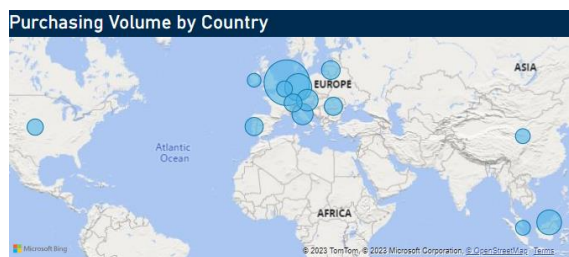 Purchasing Volume by Country
ASIA
EUROPE
Atlantic
Ocean
AFRICA
Microsoft Bing
© 2023 TomTom, © 2023 Microsoft Corporation, © OpenStreetMap Terms